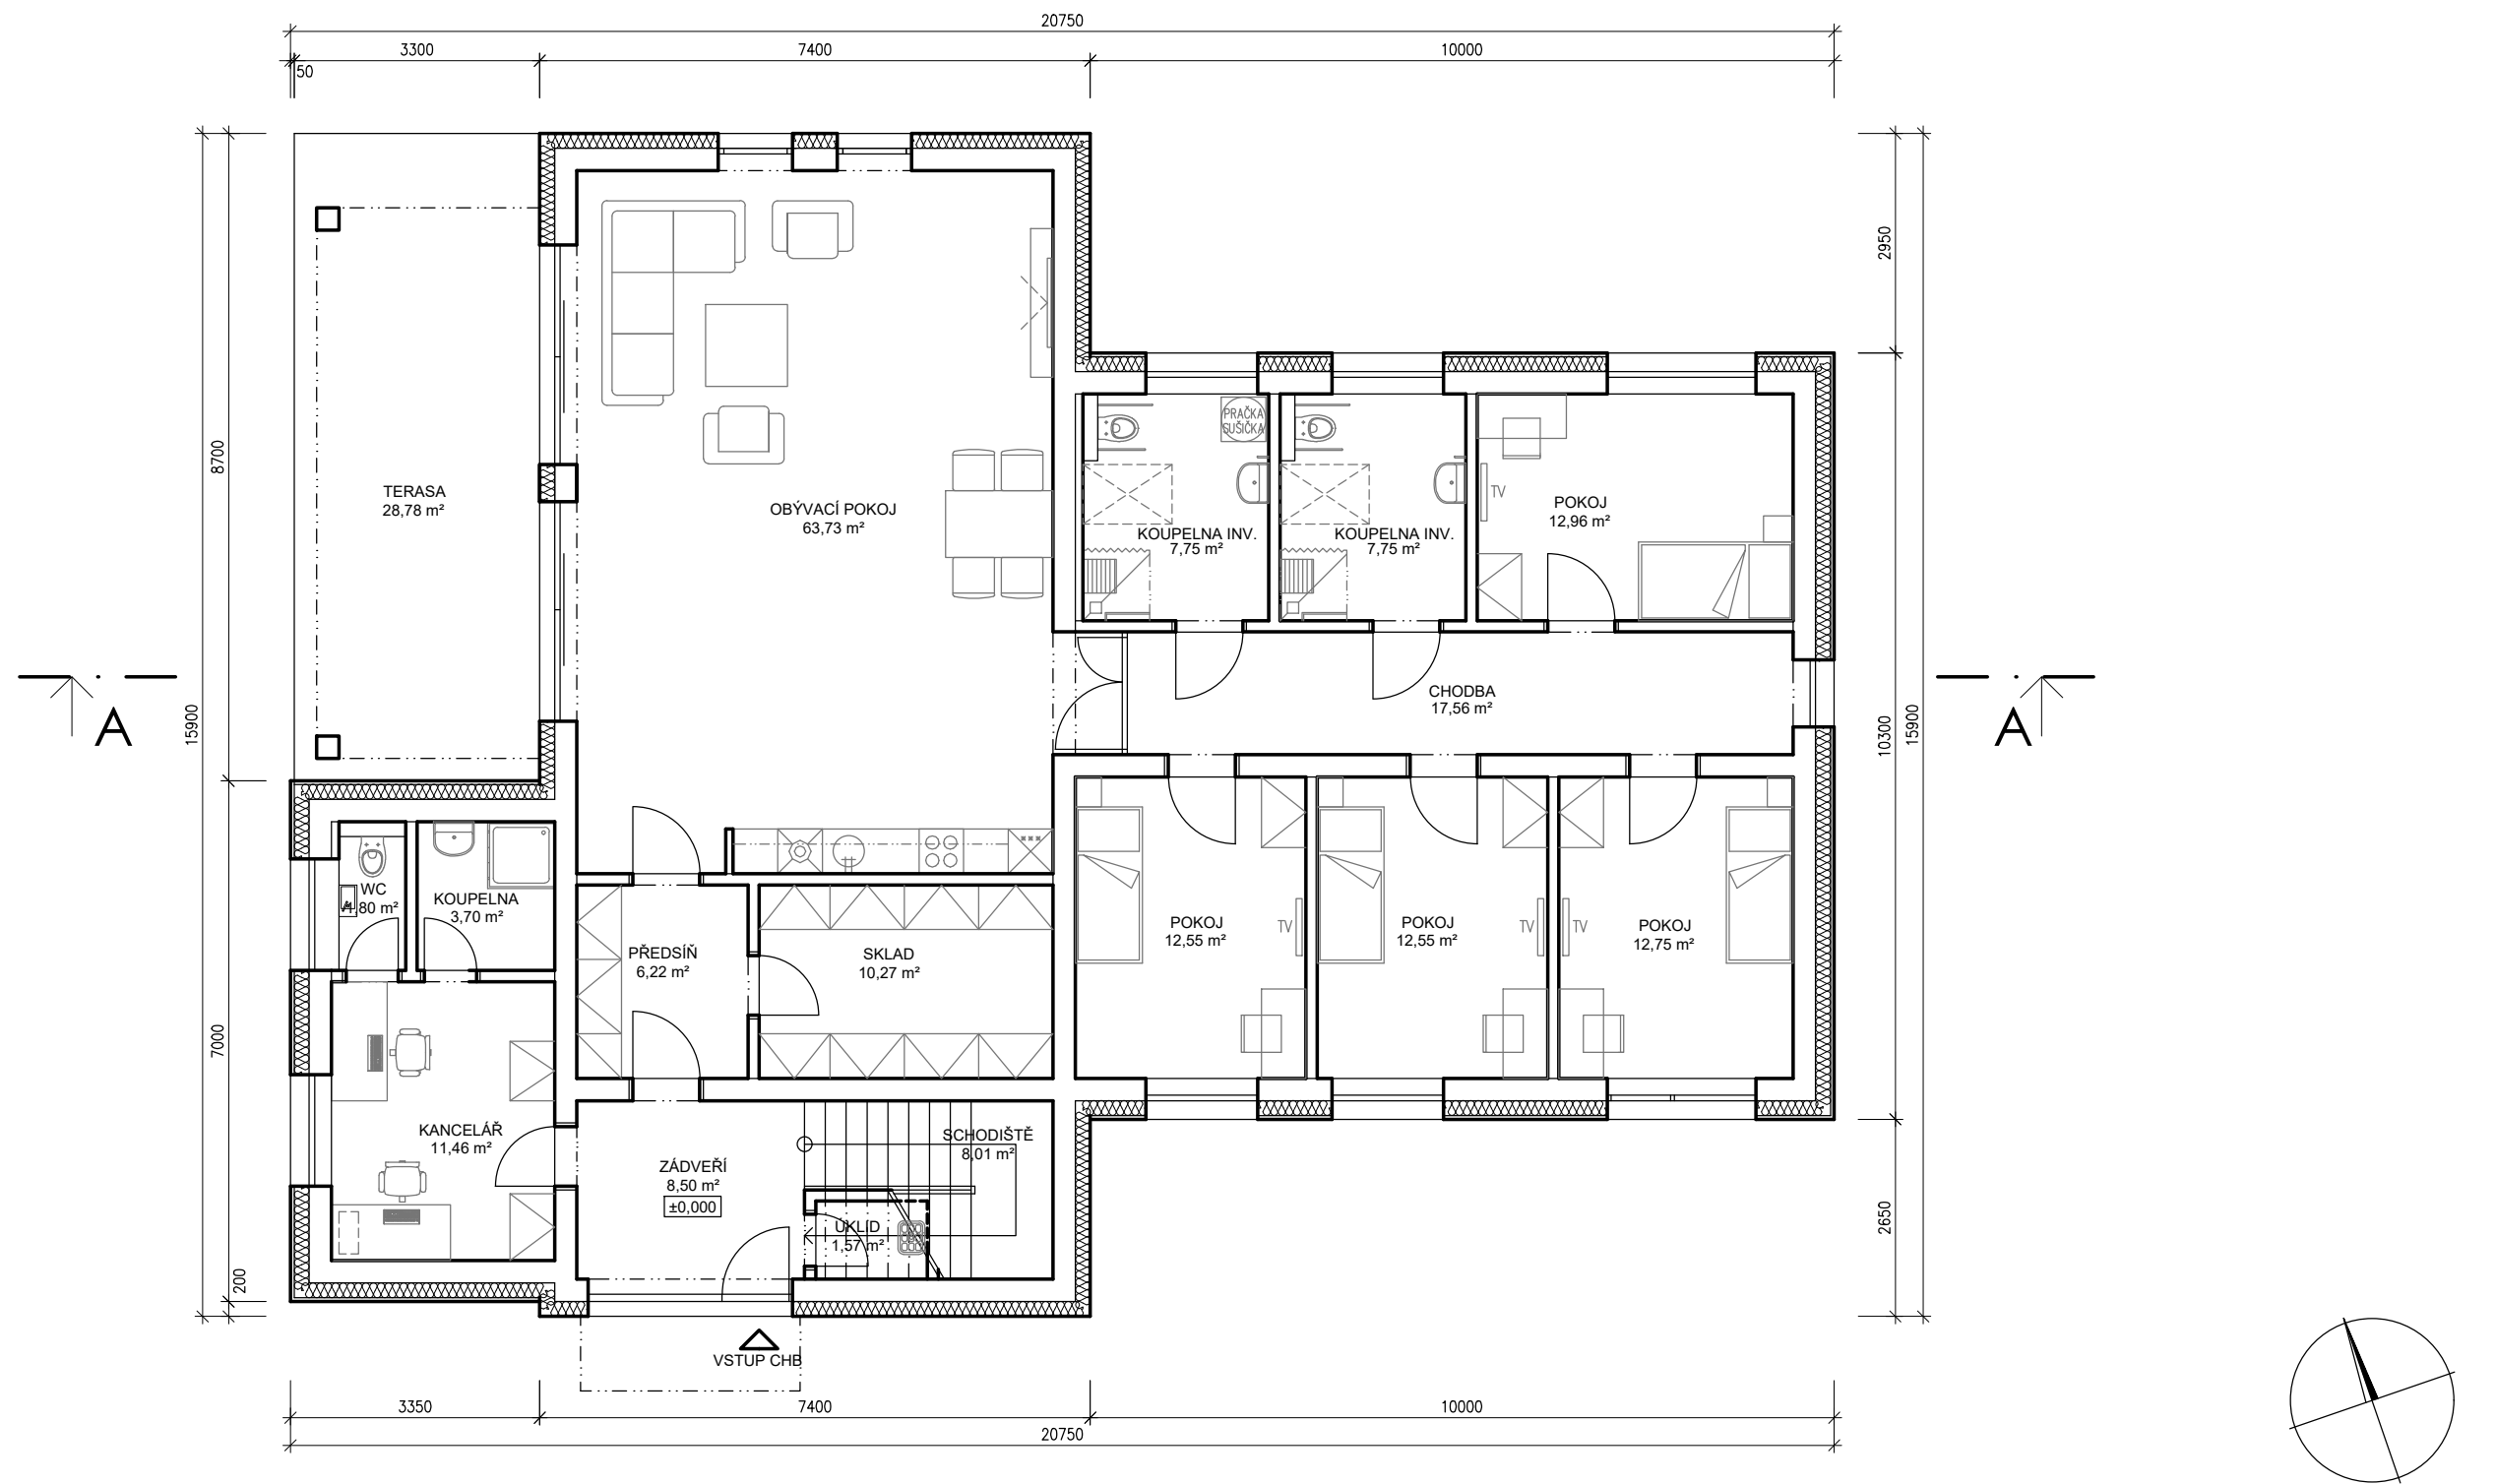 20750
3300
7400
10000
50
2950
8700
TERASA
28,78 m²
OBÝVACÍ POKOJ
63,73 m²
PRAČKA
SUŠIČKA
KOUPELNA INV.
7,75 m²
KOUPELNA INV.
7,75 m²
TV
POKOJ
12,96 m²
A
A
15900
10300
15900
CHODBA
17,56 m²
WC
1,80 m²
KOUPELNA
3,70 m²
PŘEDSÍŇ
6,22 m²
SKLAD
10,27 m²
POKOJ
12,55 m²
TV
POKOJ
12,55 m²
TV
TV
POKOJ
12,75 m²
7000
KANCELÁŘ
11,46 m²
ZÁDVEŘÍ
8,50 m²
±0,000
SCHODIŠTĚ
8,01 m²
ÚKLID
1,57 m²
2650
200
VSTUP CHB
3350
7400
10000
20750